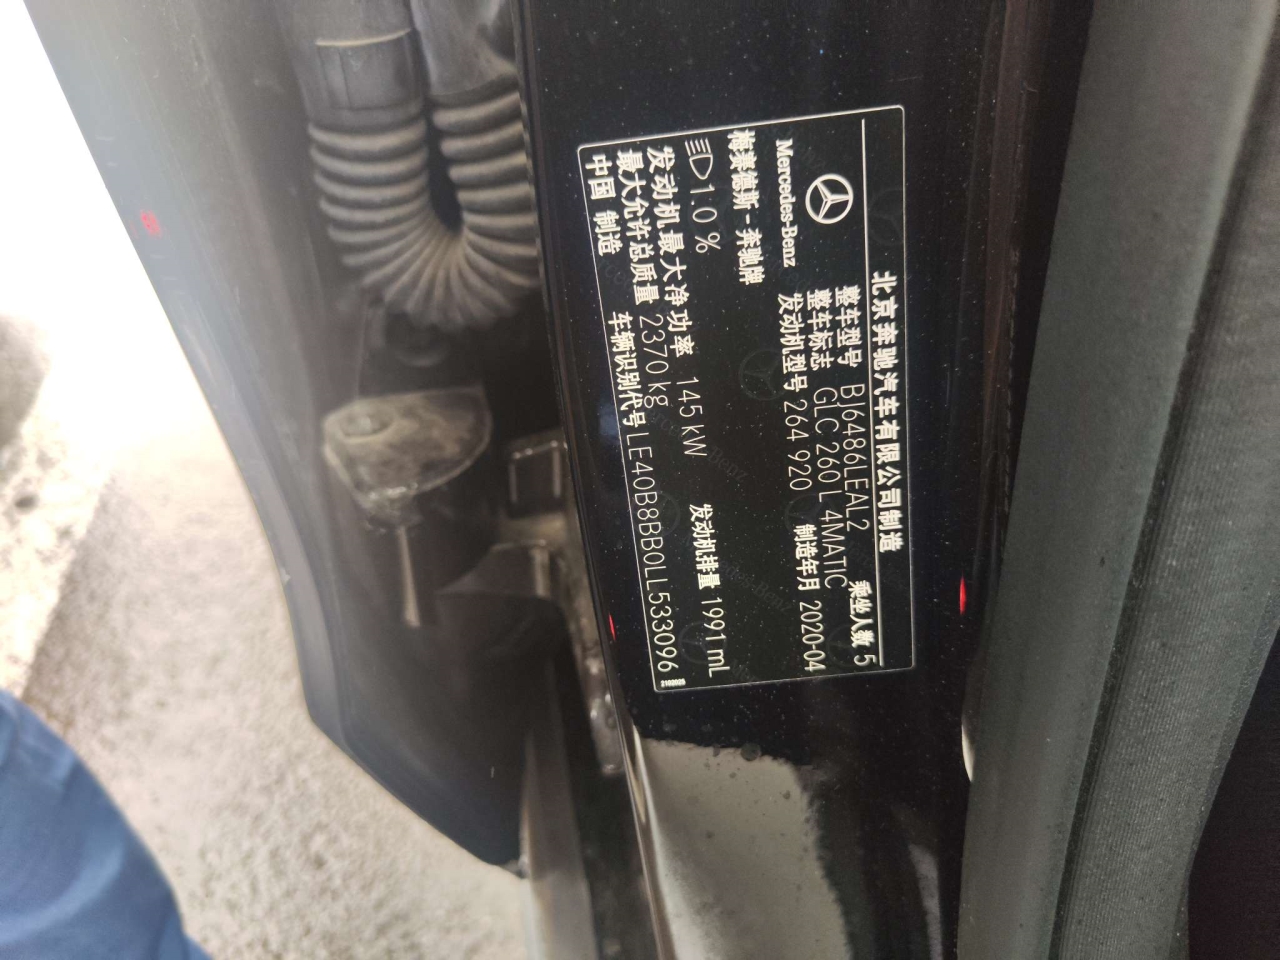 北京奔驰汽车有限公司制造
Mercedes-Benz
梅赛德斯-奔驰牌
整车型号 BJ6486LEAL2 乘坐人数 5
整车标志 GLC 260 L 4MATIC
发动机型号 264 920 制造年月 2020-04
1.0 %
发动机最大净功率 145 kW 发动机排量 1991 mL
最大允许总质量 2370 kg
中国 制造 车辆识别代号 LE40B8BB0LL533096
2102025